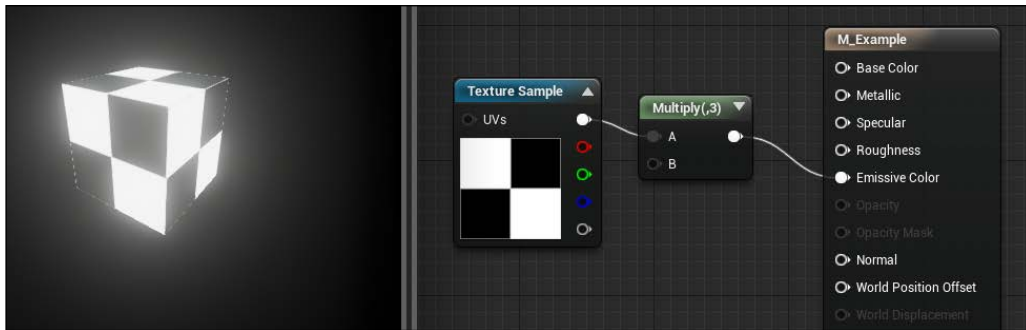 Texture Sample
UVs
Multiply(,3)
A
B
M_Example
Base Color
Metallic
Specular
Roughness
Emissive Color
Opacity
Opacity Mask
Normal
World Position Offset
World Displacement